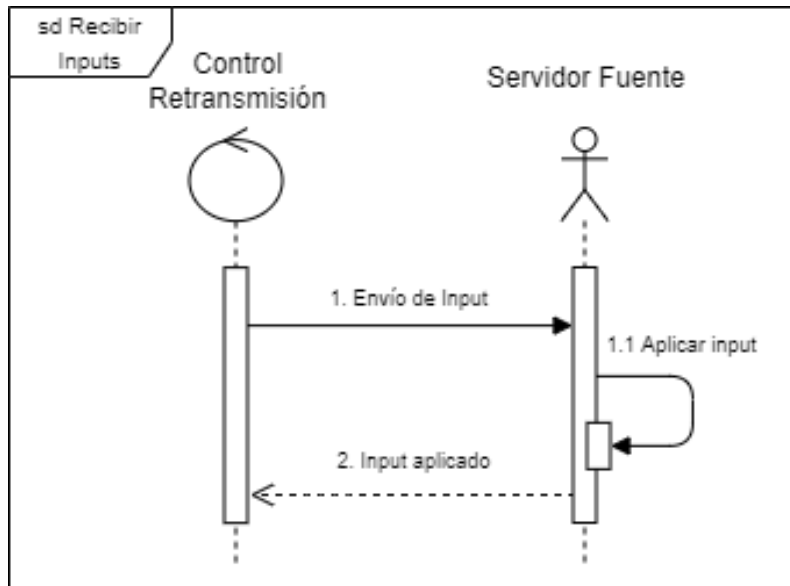 sd Recibir
Inputs
Control
Retransmisión
Servidor Fuente
1. Envío de Input
1.1 Aplicar input
2. Input aplicado